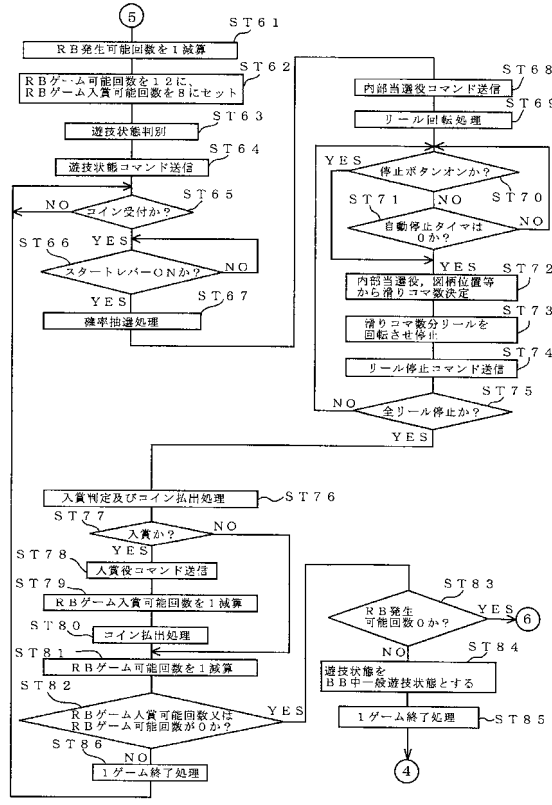 5
ST61
RB発生可能回数を1減算
ST62
RBゲーム可能回数を12に、
RBゲーム入賞可能回数を8にセット
ST63
遊技状態判別
ST64
遊技状態コマンド送信
ST65
NO
コイン受付か？
ST66
YES
スタートレバーONか？
NO
YES
ST67
確率抽選処理
ST68
内部当選役コマンド送信
ST69
リール回転処理
YES
停止ボタンオンか？
ST70
ST71
NO
自動停止タイマは
0か？
NO
YES
ST72
内部当選役，図柄位置等
から滑りコマ数決定
ST73
滑りコマ数分リールを
回転させ停止
ST74
リール停止コマンド送信
ST75
NO
全リール停止か？
YES
入賞判定及びコイン払出処理
ST76
ST77
入賞か？
NO
YES
ST78
入賞役コマンド送信
ST79
RBゲーム入賞可能回数を1減算
ST80
コイン払出処理
ST81
RBゲーム可能回数を1減算
ST82
RBゲーム入賞可能回数又は
RBゲーム可能回数が0か？
YES
NO
ST86
1ゲーム終了処理
ST83
RB発生
可能回数0か？
YES
6
NO
ST84
遊技状態を
BB中一般遊技状態とする
1ゲーム終了処理
ST85
4